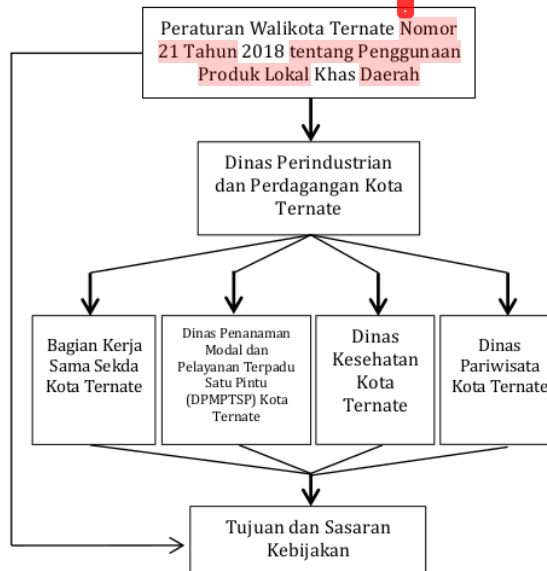 Peraturan Walikota Ternate Nomor
21 Tahun 2018 tentang Penggunaan
Produk Lokal Khas Daerah
Dinas Perindustrian
dan Perdagangan Kota
Ternate
Bagian Kerja
Sama Sekda
Kota Ternate
Dinas Penanaman
Modal dan
Pelayanan Terpadu
Satu Pintu
(DPMPTSP) Kota
Ternate
Dinas
Kesehatan
Kota
Ternate
Dinas
Pariwisata
Kota Ternate
Tujuan dan Sasaran
Kebijakan